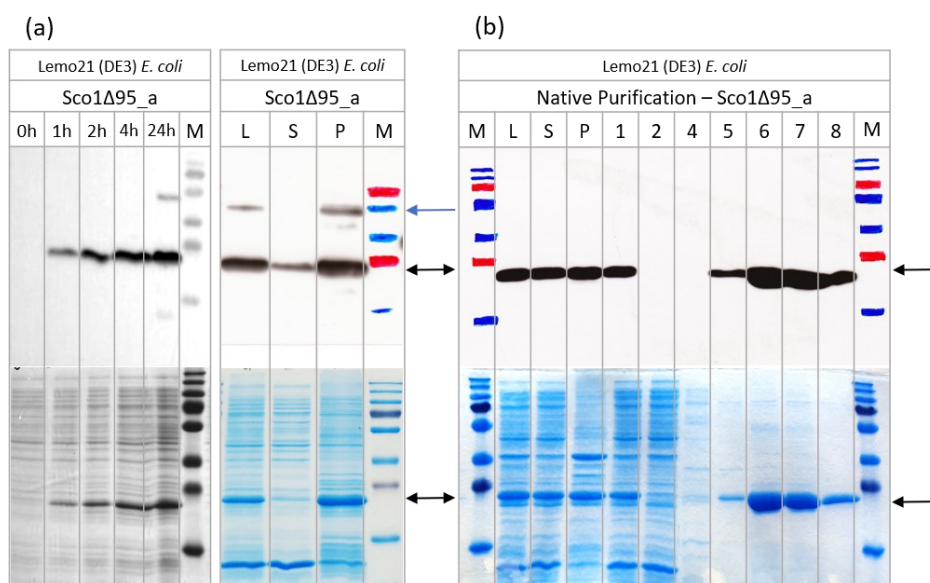 (a)
(b)
Lemo21 (DE3) E. coli
Lemo21 (DE3) E. coli
Lemo21 (DE3) E. coli
Sco1Δ95_a
Sco1Δ95_a
Native Purification – Sco1Δ95_a
0h 1h 2h 4h 24h M
L S P M
M L S P 1 2 4 5 6 7 8 M